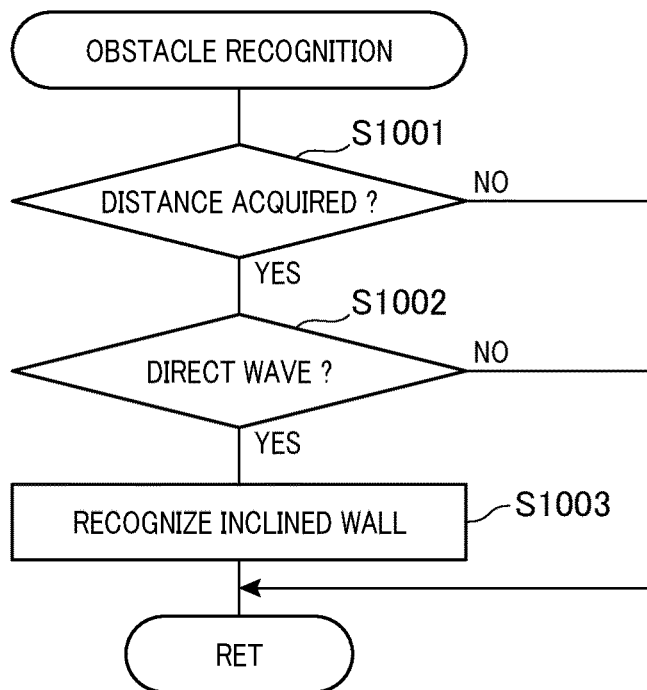 OBSTACLE RECOGNITION
S1001
DISTANCE ACQUIRED ?
NO
YES
S1002
DIRECT WAVE ?
NO
YES
RECOGNIZE INCLINED WALL
S1003
RET